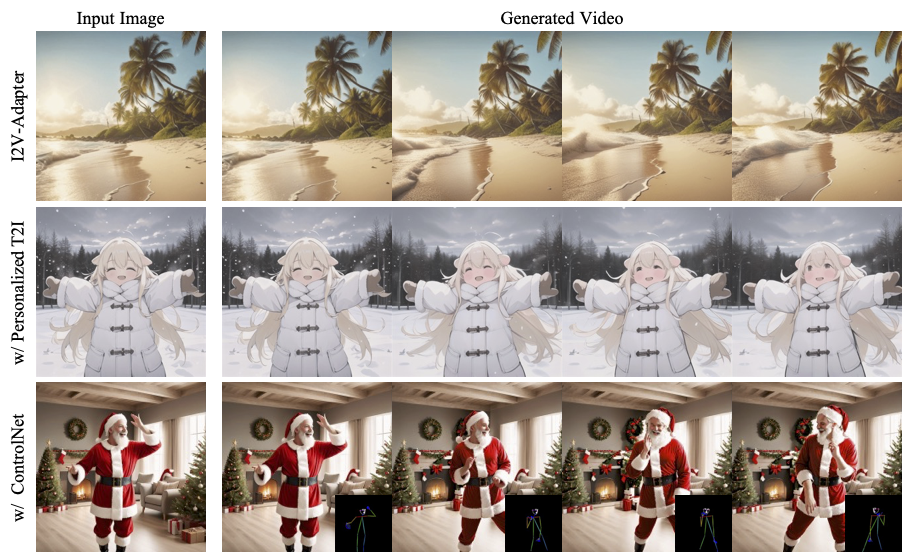 Input Image
Generated Video
I2V-Adapter
w/ Personalized T2I
w/ ControlNet